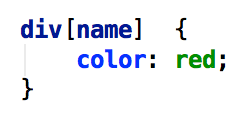 div[name]  {
    color: red;
}